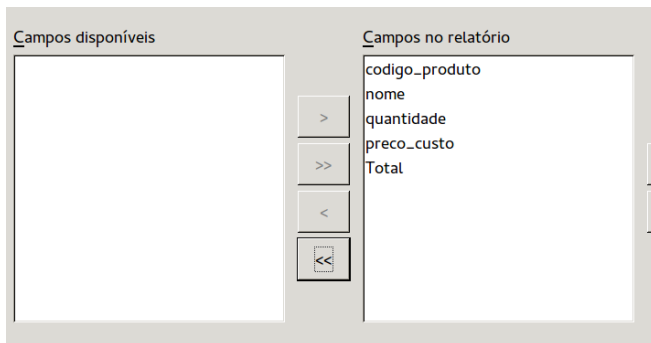 Campos disponíveis
Campos no relatório
codigo_produto
nome
quantidade
preco_custo
Total
>
>>
<
<<